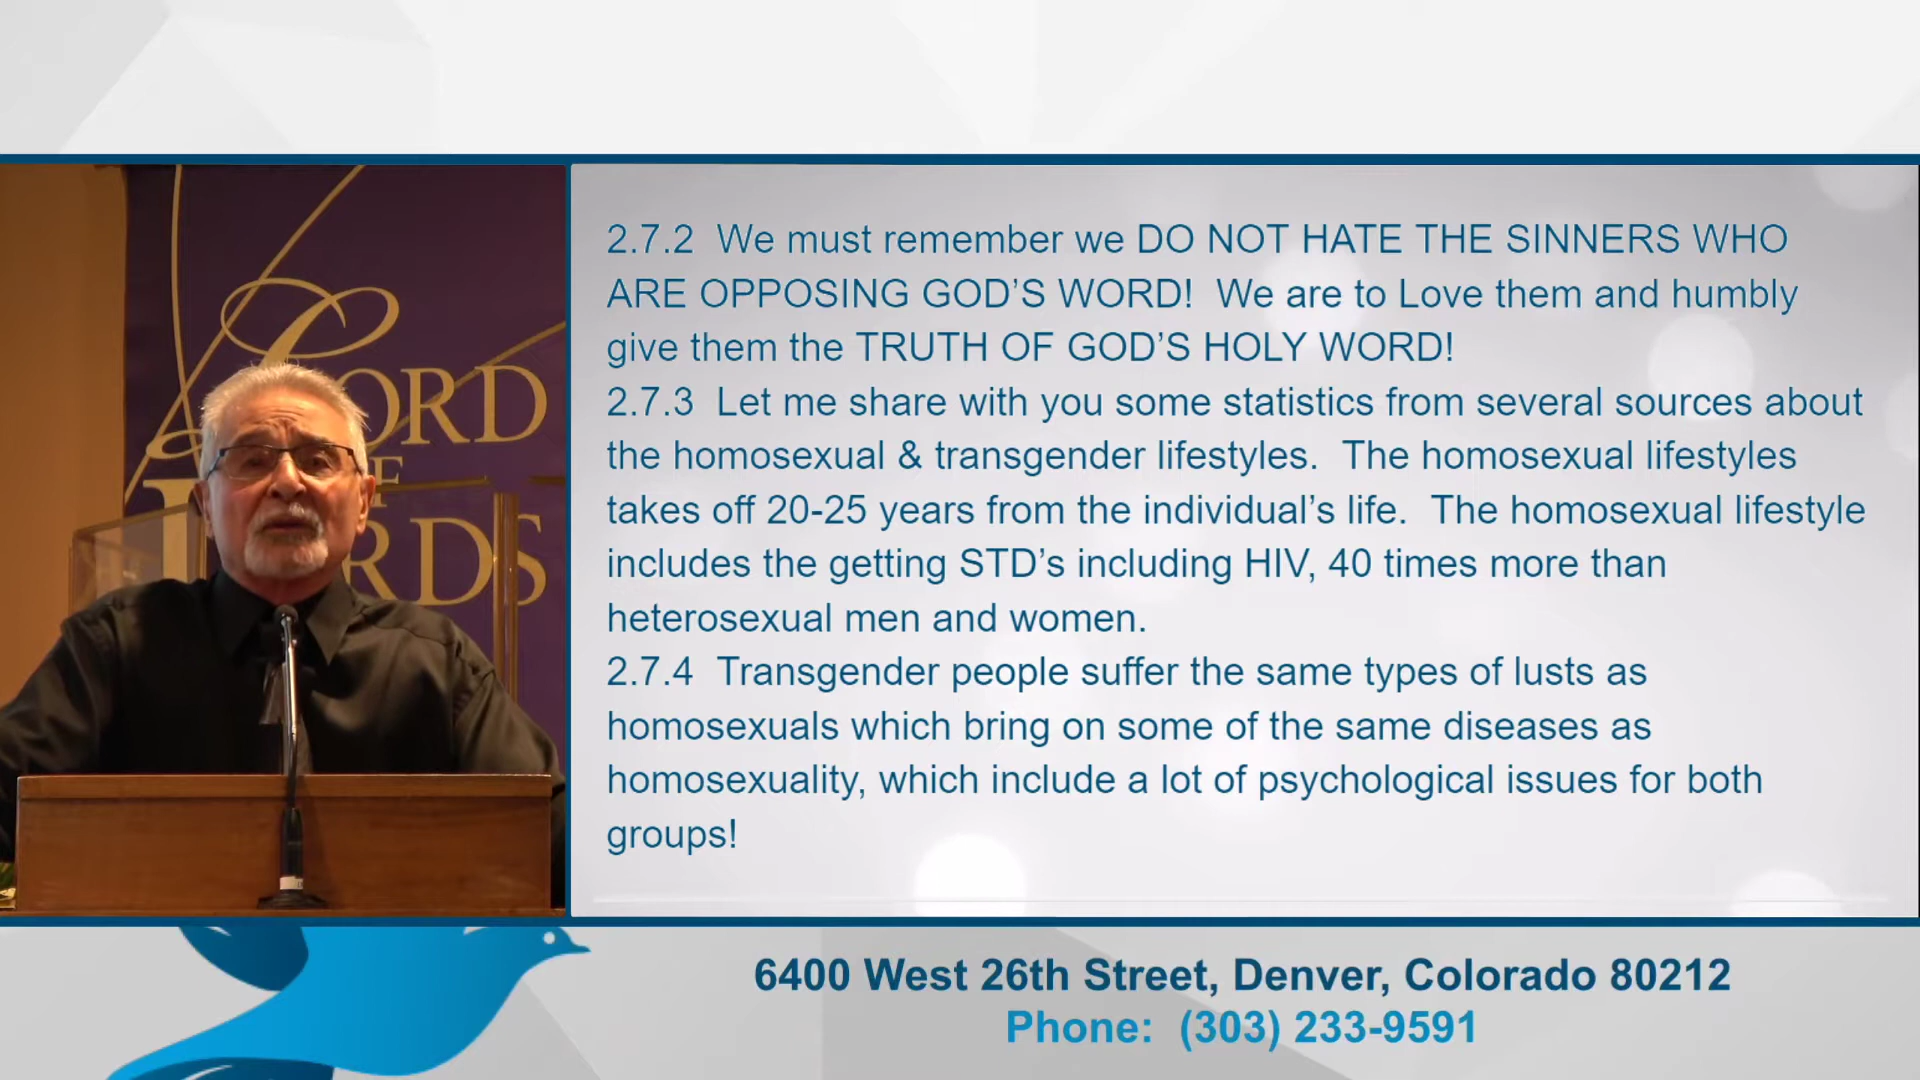 LORD
OF
LORDS
2.7.2 We must remember we DO NOT HATE THE SINNERS WHO
ARE OPPOSING GOD’S WORD! We are to Love them and humbly
give them the TRUTH OF GOD’S HOLY WORD!
2.7.3 Let me share with you some statistics from several sources about
the homosexual & transgender lifestyles. The homosexual lifestyles
takes off 20-25 years from the individual’s life. The homosexual lifestyle
includes the getting STD’s including HIV, 40 times more than
heterosexual men and women.
2.7.4 Transgender people suffer the same types of lusts as
homosexuals which bring on some of the same diseases as
homosexuality, which include a lot of psychological issues for both
groups!
6400 West 26th Street, Denver, Colorado 80212
Phone: (303) 233-9591